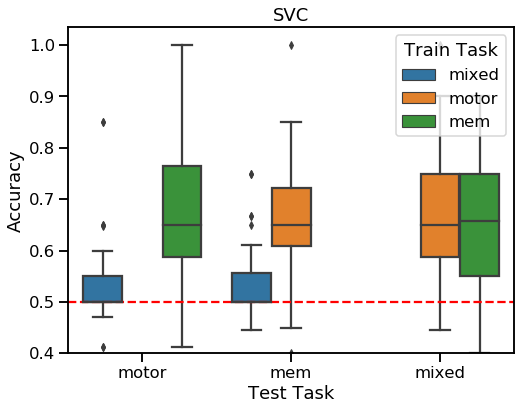 SVC
Train Task
mixed
motor
mem
Accuracy
1.0
0.9
0.8
0.7
0.6
0.5
0.4
motor mem mixed
Test Task